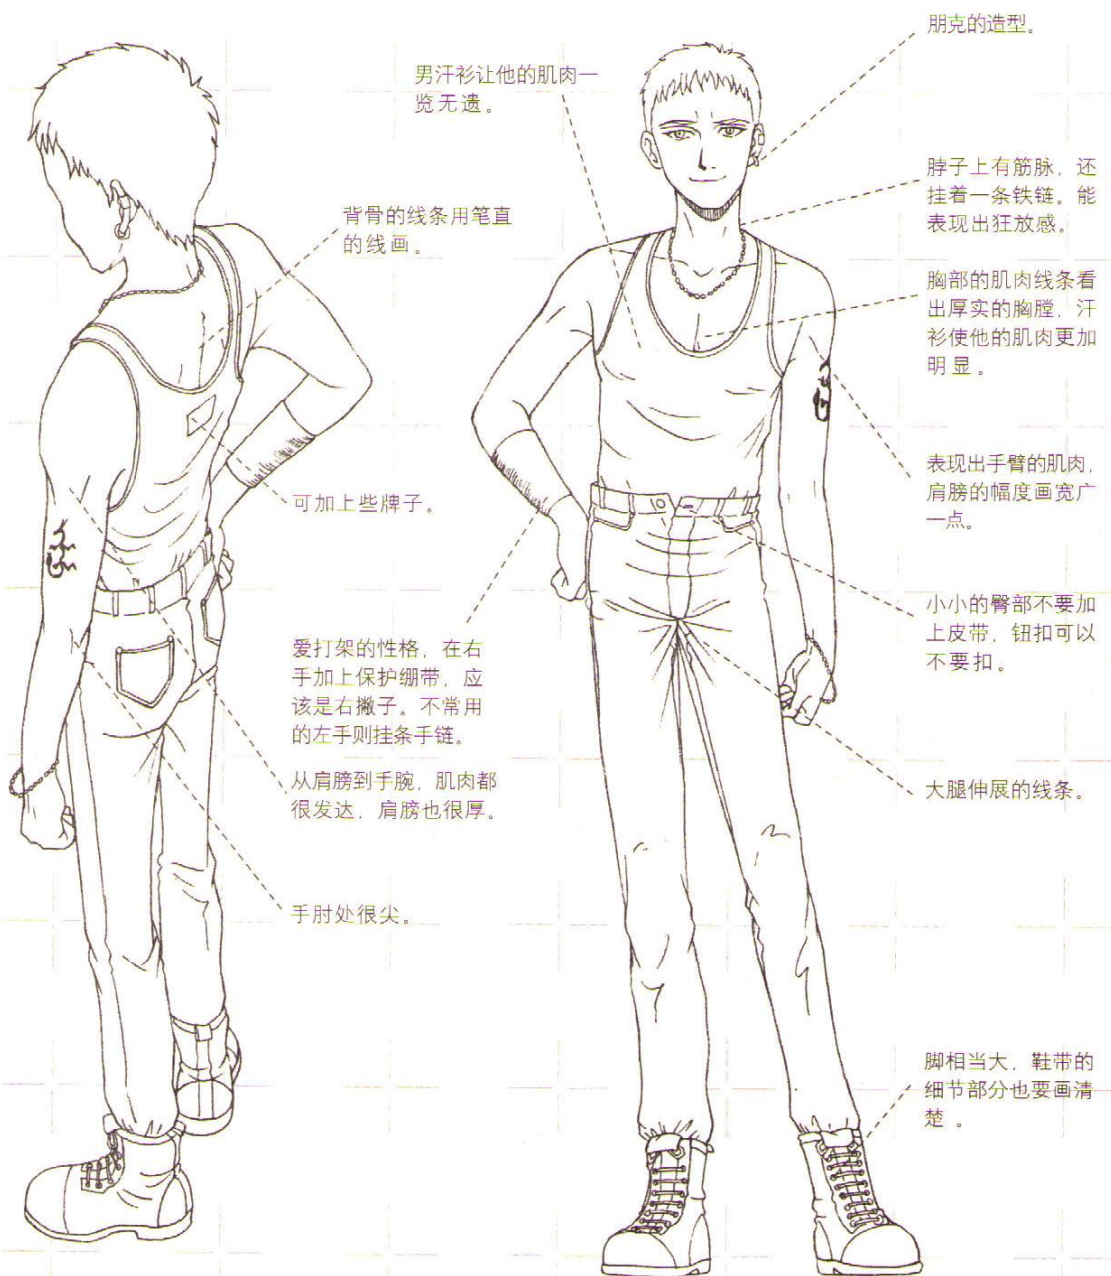 朋克的造型。
男汗衫让他的肌肉一
览无遗。
脖子上有筋脉，还
挂着一条铁链。能
表现出狂放感。
背骨的线条用笔直
的线画。
胸部的肌肉线条看
出厚实的胸膛，汗
衫使他的肌肉更加
明显。
表现出手臂的肌肉，
肩膀的幅度画宽广
一点。
可加上些牌子。
小小的臀部不要加
上皮带，钮扣可以
不要扣。
爱打架的性格，在右
手加上保护绷带，应
该是右撇子。不常用
的左手则挂条手链。
从肩膀到手腕，肌肉都
很发达，肩膀也很厚。
大腿伸展的线条。
手肘处很尖。
脚相当大，鞋带的
细节部分也要画清
楚。